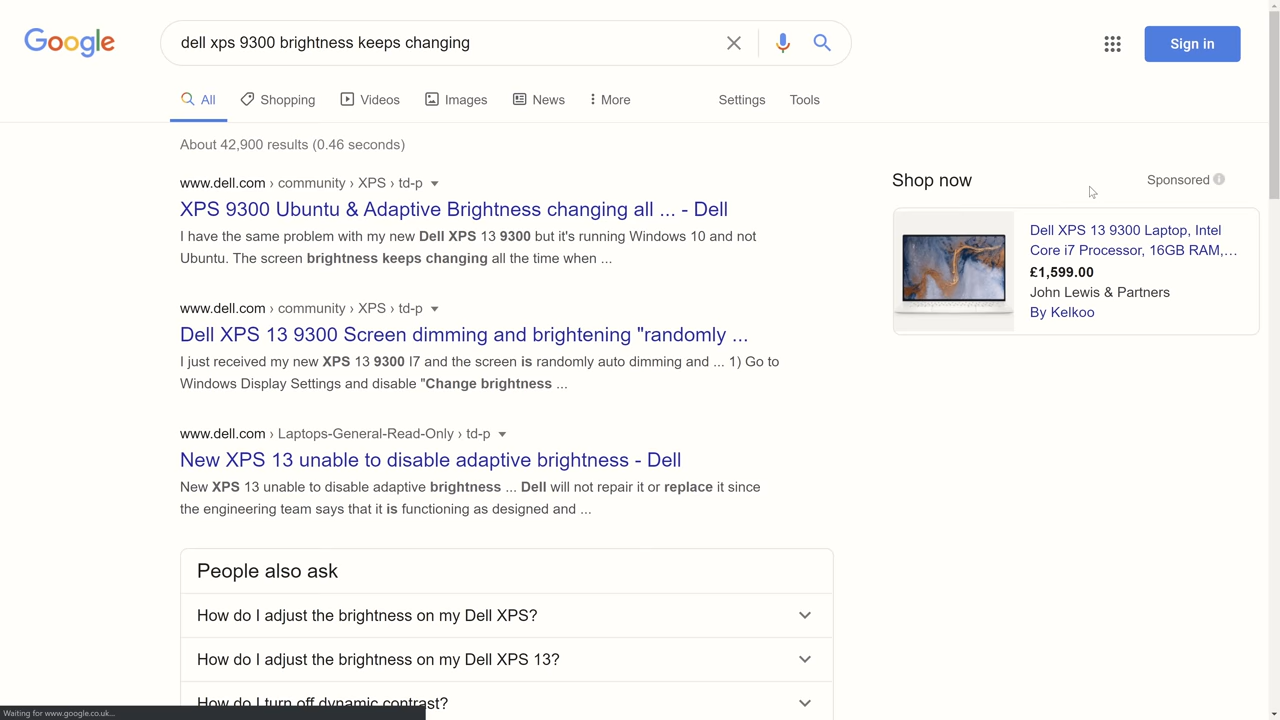 Google
dell xps 9300 brightness keeps changing
Sign in
All
Shopping
Videos
Images
News
More
Settings
Tools
About 42,900 results (0.46 seconds)
www.dell.com › community › XPS › td-p
XPS 9300 Ubuntu & Adaptive Brightness changing all ... - Dell
I have the same problem with my new Dell XPS 13 9300 but it's running Windows 10 and not
Ubuntu. The screen brightness keeps changing all the time when ...
www.dell.com › community › XPS › td-p
Dell XPS 13 9300 Screen dimming and brightening "randomly ...
I just received my new XPS 13 9300 I7 and the screen is randomly auto dimming and ... 1) Go to
Windows Display Settings and disable "Change brightness ...
www.dell.com › Laptops-General-Read-Only › td-p
New XPS 13 unable to disable adaptive brightness - Dell
New XPS 13 unable to disable adaptive brightness ... Dell will not repair it or replace it since
the engineering team says that it is functioning as designed and ...
People also ask
How do I adjust the brightness on my Dell XPS?
How do I adjust the brightness on my Dell XPS 13?
How do I turn off dynamic contrast?
Waiting for www.google.co.uk...
Shop now
Sponsored
Dell XPS 13 9300 Laptop, Intel
Core i7 Processor, 16GB RAM,...
£1,599.00
John Lewis & Partners
By Kelkoo